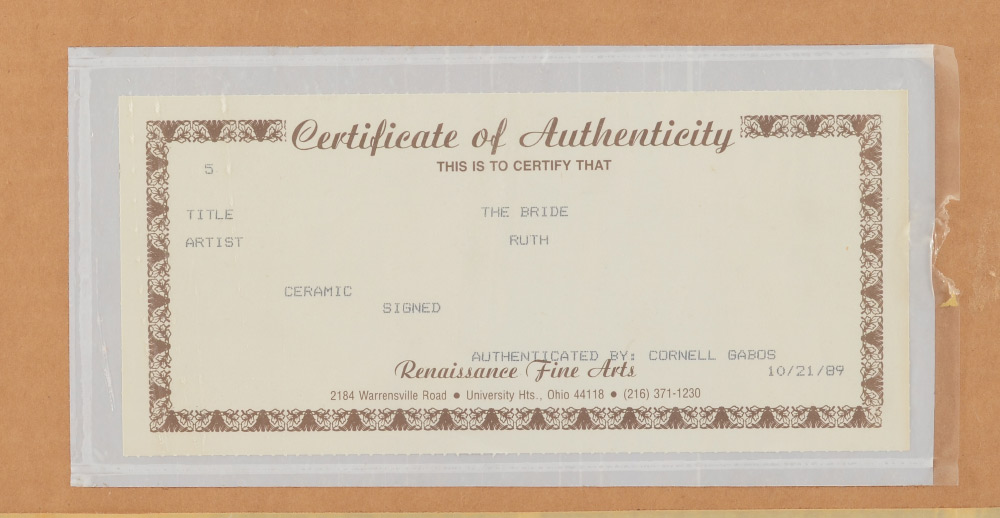 Certificate of Authenticity
THIS IS TO CERTIFY THAT
5
TITLE THE BRIDE
ARTIST RUTH
CERAMIC
SIGNED
AUTHENTICATED BY: CORNELL GABOS
Renaissance Fine Arts 10/21/89
2184 Warrensville Road ● University Hts., Ohio 44118 ● (216) 371-1230